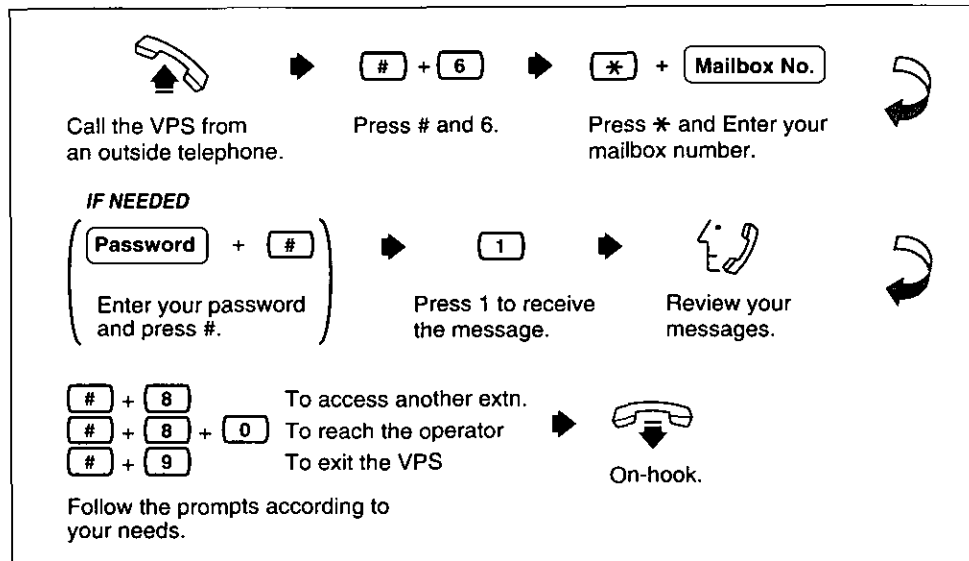 # + 6 * + Mailbox No.
Call the VPS from Press # and 6. Press * and Enter your
an outside telephone. mailbox number.
IF NEEDED
Password + # 1
Enter your password Press 1 to receive Review your
and press #. the message. messages.
# + 8 To access another extn.
# + 8 + 0 To reach the operator
# + 9 To exit the VPS
On-hook.
Follow the prompts according to
your needs.